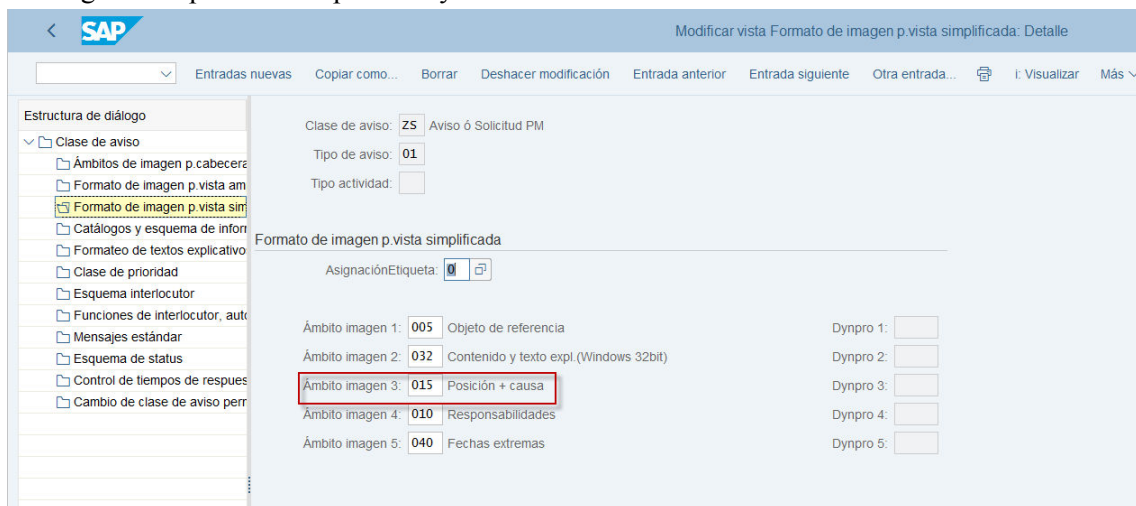 SAP
Modificar vista Formato de imagen p.vista simplificada: Detalle
Entradas nuevas Copiar como... Borrar Deshacer modificación Entrada anterior Entrada siguiente Otra entrada... i: Visualizar Más
Estructura de diálogo
Clase de aviso
Ámbitos de imagen p.cabecera
Formato de imagen p.vista am
Formato de imagen p.vista sim
Catálogos y esquema de inform
Formateo de textos explicativo
Clase de prioridad
Esquema interlocutor
Funciones de interlocutor, auto
Mensajes estándar
Esquema de status
Control de tiempos de respues
Cambio de clase de aviso perm
Clase de aviso: ZS Aviso ó Solicitud PM
Tipo de aviso: 01
Tipo actividad:
Formato de imagen p.vista simplificada
AsignaciónEtiqueta: 0
Ámbito imagen 1: 005 Objeto de referencia Dynpro 1:
Ámbito imagen 2: 032 Contenido y texto expl.(Windows 32bit) Dynpro 2:
Ámbito imagen 3: 015 Posición + causa Dynpro 3:
Ámbito imagen 4: 010 Responsabilidades Dynpro 4:
Ámbito imagen 5: 040 Fechas extremas Dynpro 5: